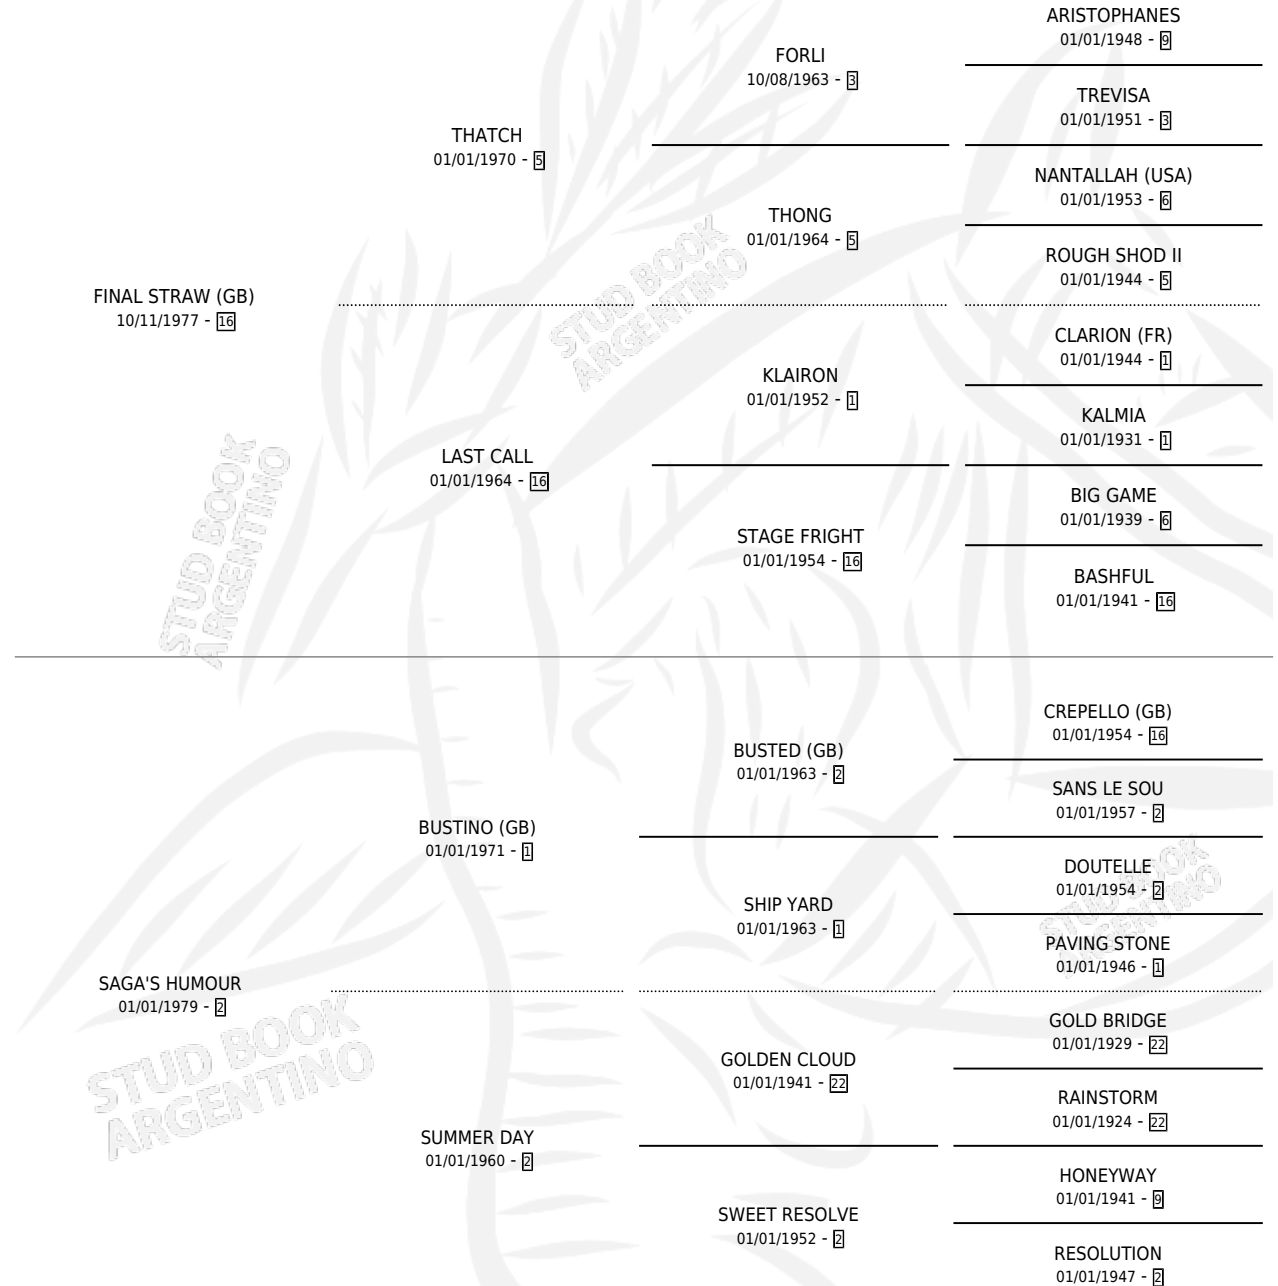 ARISTOPHANES
01/01/1948 - 9
FORLI
10/08/1963 - 3
TREVISA
01/01/1951 - 3
THATCH
01/01/1970 - 5
NANTALLAH (USA)
01/01/1953 - 6
THONG
01/01/1964 - 5
ROUGH SHOD II
01/01/1944 - 5
FINAL STRAW (GB)
10/11/1977 - 16
CLARION (FR)
01/01/1944 - 1
KLAIRON
01/01/1952 - 1
KALMIA
01/01/1931 - 1
LAST CALL
01/01/1964 - 16
BIG GAME
01/01/1939 - 6
STAGE FRIGHT
01/01/1954 - 16
BASHFUL
01/01/1941 - 16
CREPELLO (GB)
01/01/1954 - 16
BUSTED (GB)
01/01/1963 - 2
SANS LE SOU
01/01/1957 - 2
BUSTINO (GB)
01/01/1971 - 1
DOUTELLE
01/01/1954 - 2
SHIP YARD
01/01/1963 - 1
PAVING STONE
01/01/1946 - 1
SAGA'S HUMOUR
01/01/1979 - 2
GOLD BRIDGE
01/01/1929 - 22
GOLDEN CLOUD
01/01/1941 - 22
RAINSTORM
01/01/1924 - 22
SUMMER DAY
01/01/1960 - 2
HONEYWAY
01/01/1941 - 9
SWEET RESOLVE
01/01/1952 - 2
RESOLUTION
01/01/1947 - 2
STUD BOOK
ARGENTINO
STUD BOOK
ARGENTINO
STUD BOOK
ARGENTINO
STUD BOOK
ARGENTINO